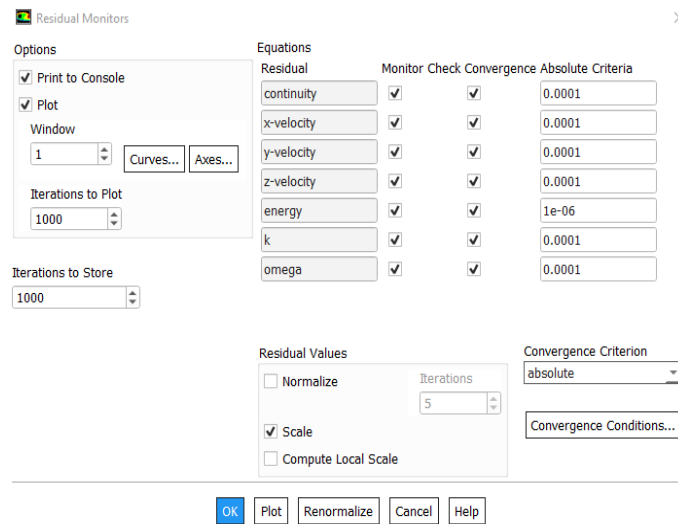 Residual Monitors
Options
Print to Console
Plot
Window
1
Curves...
Axes...
Iterations to Plot
1000
Iterations to Store
1000
Equations
Residual Monitor Check Convergence Absolute Criteria
continuity 0.0001
x-velocity 0.0001
y-velocity 0.0001
z-velocity 0.0001
energy 1e-06
k 0.0001
omega 0.0001
Residual Values
Normalize
Iterations
5
Scale
Compute Local Scale
Convergence Criterion
absolute
Convergence Conditions...
OK Plot Renormalize Cancel Help